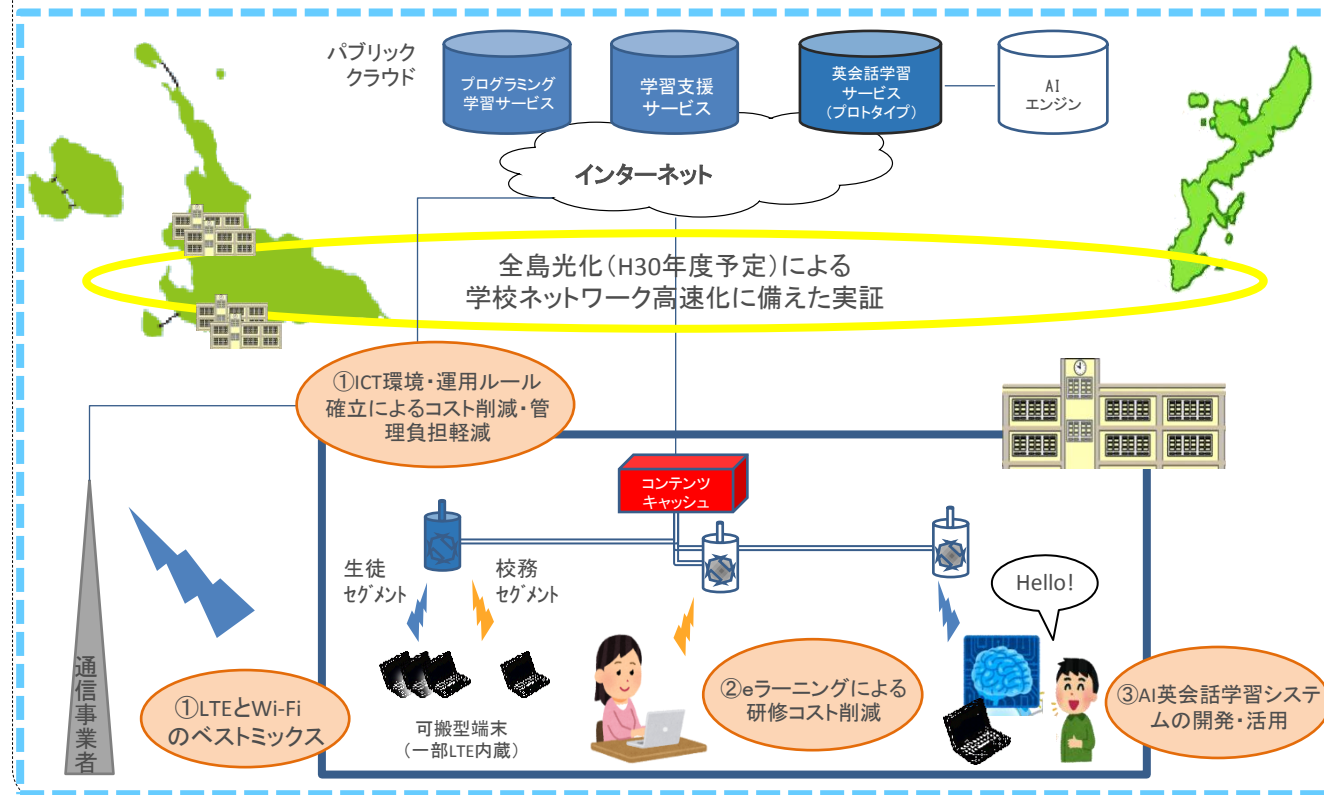 パブリック
クラウド
プログラミング
学習サービス
学習支援
サービス
英会話学習
サービス
（プロトタイプ）
AI
エンジン
インターネット
全島光化（H30年度予定）による
学校ネットワーク高速化に備えた実証
①ICT環境・運用ルール
確立によるコスト削減・管
理負担軽減
コンテンツ
キャッシュ
生徒
ｾｸﾞﾒﾝﾄ
校務
ｾｸﾞﾒﾝﾄ
Hello!
通信事業者
①LTEとWi-Fi
のベストミックス
可搬型端末
（一部LTE内蔵）
②eラーニングによる
研修コスト削減
③AI英会話学習システ
ムの開発・活用